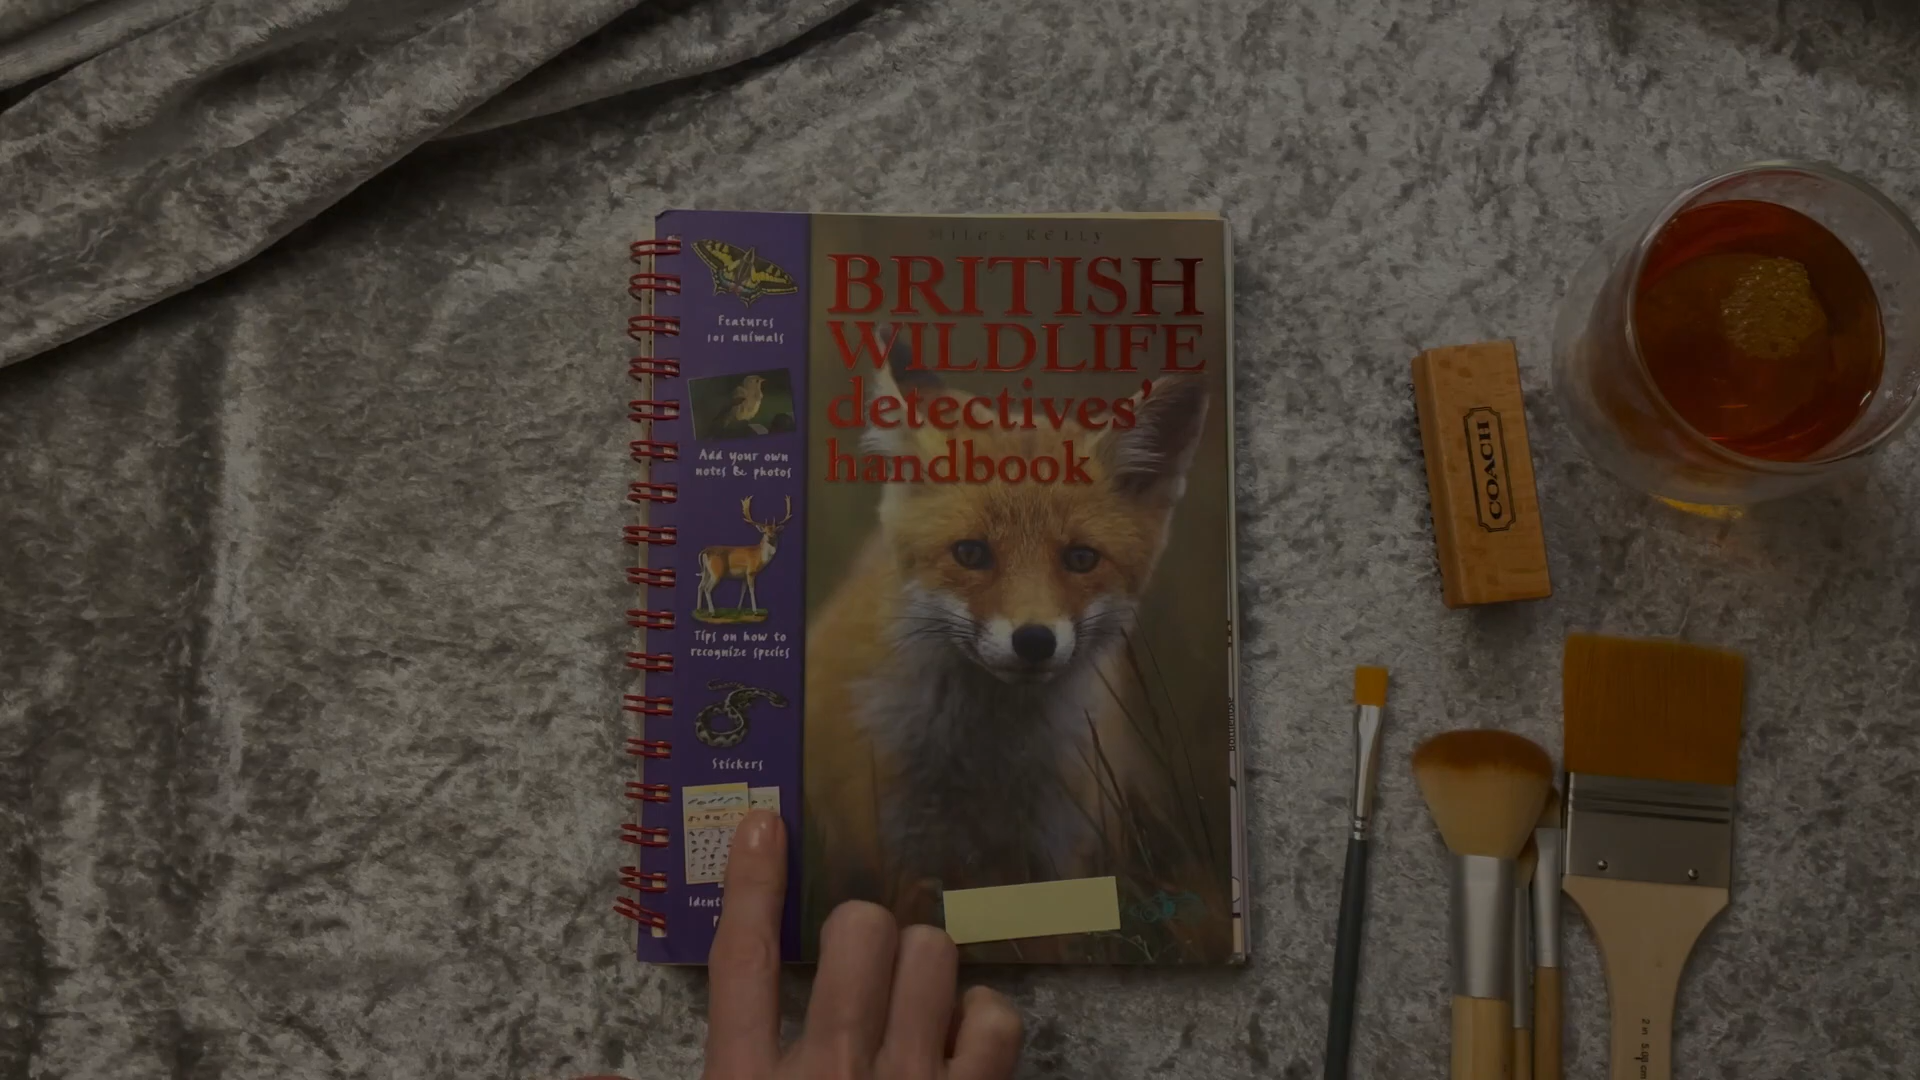 Miles Kelly
BRITISH
WILDLIFE
detectives'
handbook
Features
101 animals
Add your own
notes & photos
Tips on how to
recognize species
Stickers
COACH